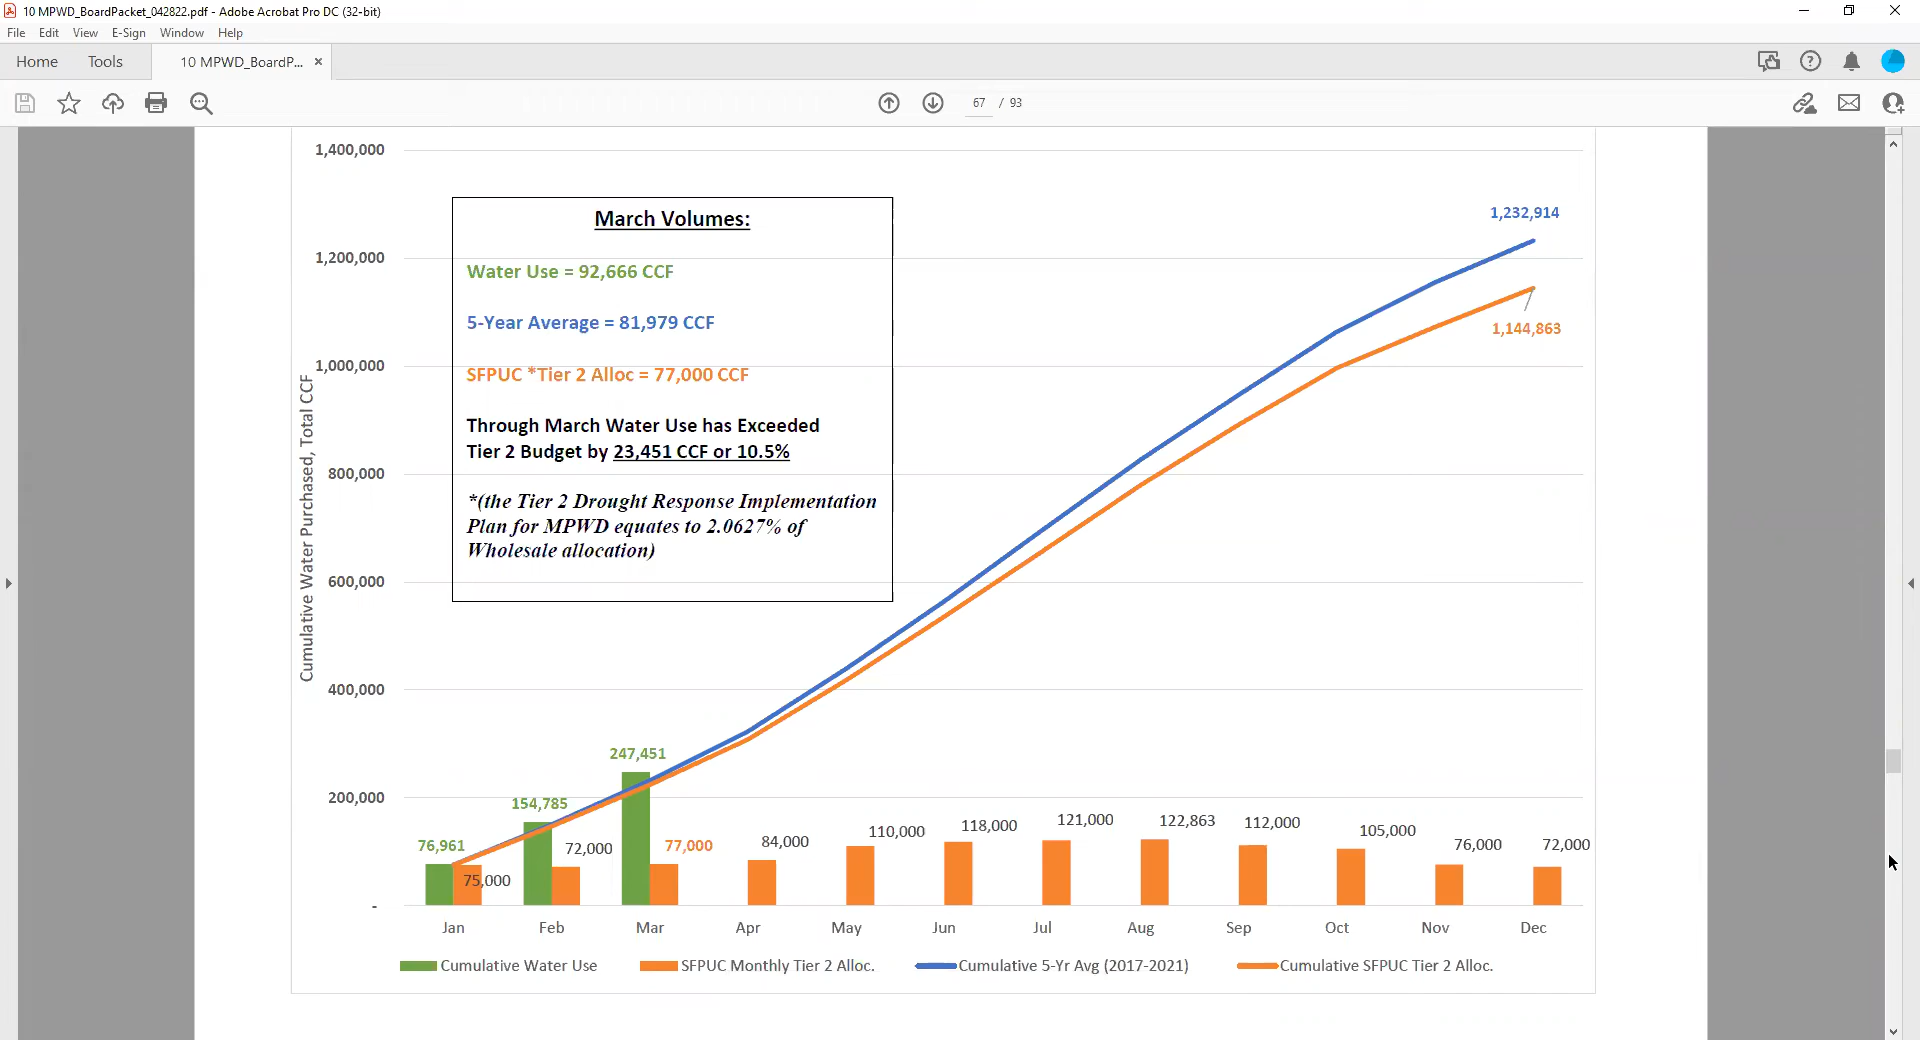 10 MPWD_BoardPacket_042822.pdf - Adobe Acrobat Pro DC (32-bit)
File Edit View E-Sign Window Help
Home Tools 10 MPWD_BoardP... ×
67 / 93
1,400,000
1,200,000
1,000,000
800,000
600,000
400,000
200,000
-
Cumulative Water Purchased, Total CCF
March Volumes:
Water Use = 92,666 CCF
5-Year Average = 81,979 CCF
SFPUC *Tier 2 Alloc = 77,000 CCF
Through March Water Use has Exceeded
Tier 2 Budget by 23,451 CCF or 10.5%
*(the Tier 2 Drought Response Implementation
Plan for MPWD equates to 2.0627% of
Wholesale allocation)
1,232,914
1,144,863
247,451
154,785
76,961
75,000
72,000
77,000
84,000
110,000
118,000
121,000
122,863
112,000
105,000
76,000
72,000
Jan Feb Mar Apr May Jun Jul Aug Sep Oct Nov Dec
Cumulative Water Use SFPUC Monthly Tier 2 Alloc. Cumulative 5-Yr Avg (2017-2021) Cumulative SFPUC Tier 2 Alloc.